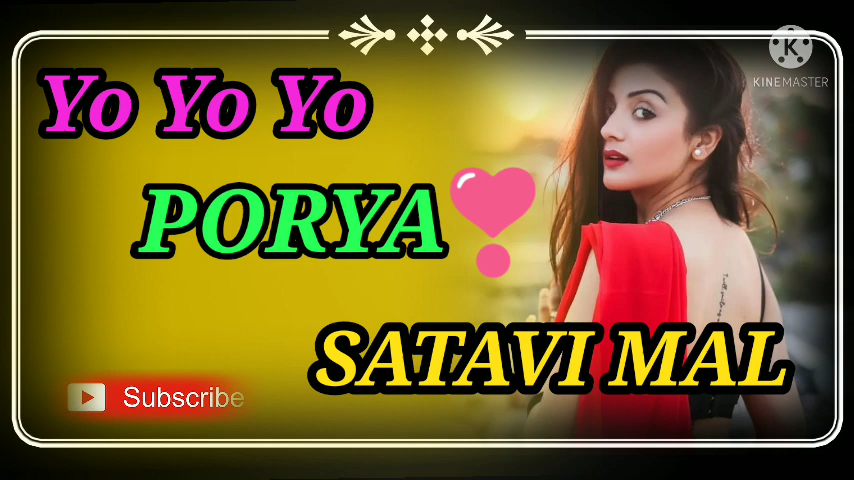 K
KINEMASTER
Yo Yo Yo
PORYA
SATAVI MAL
Subscribe